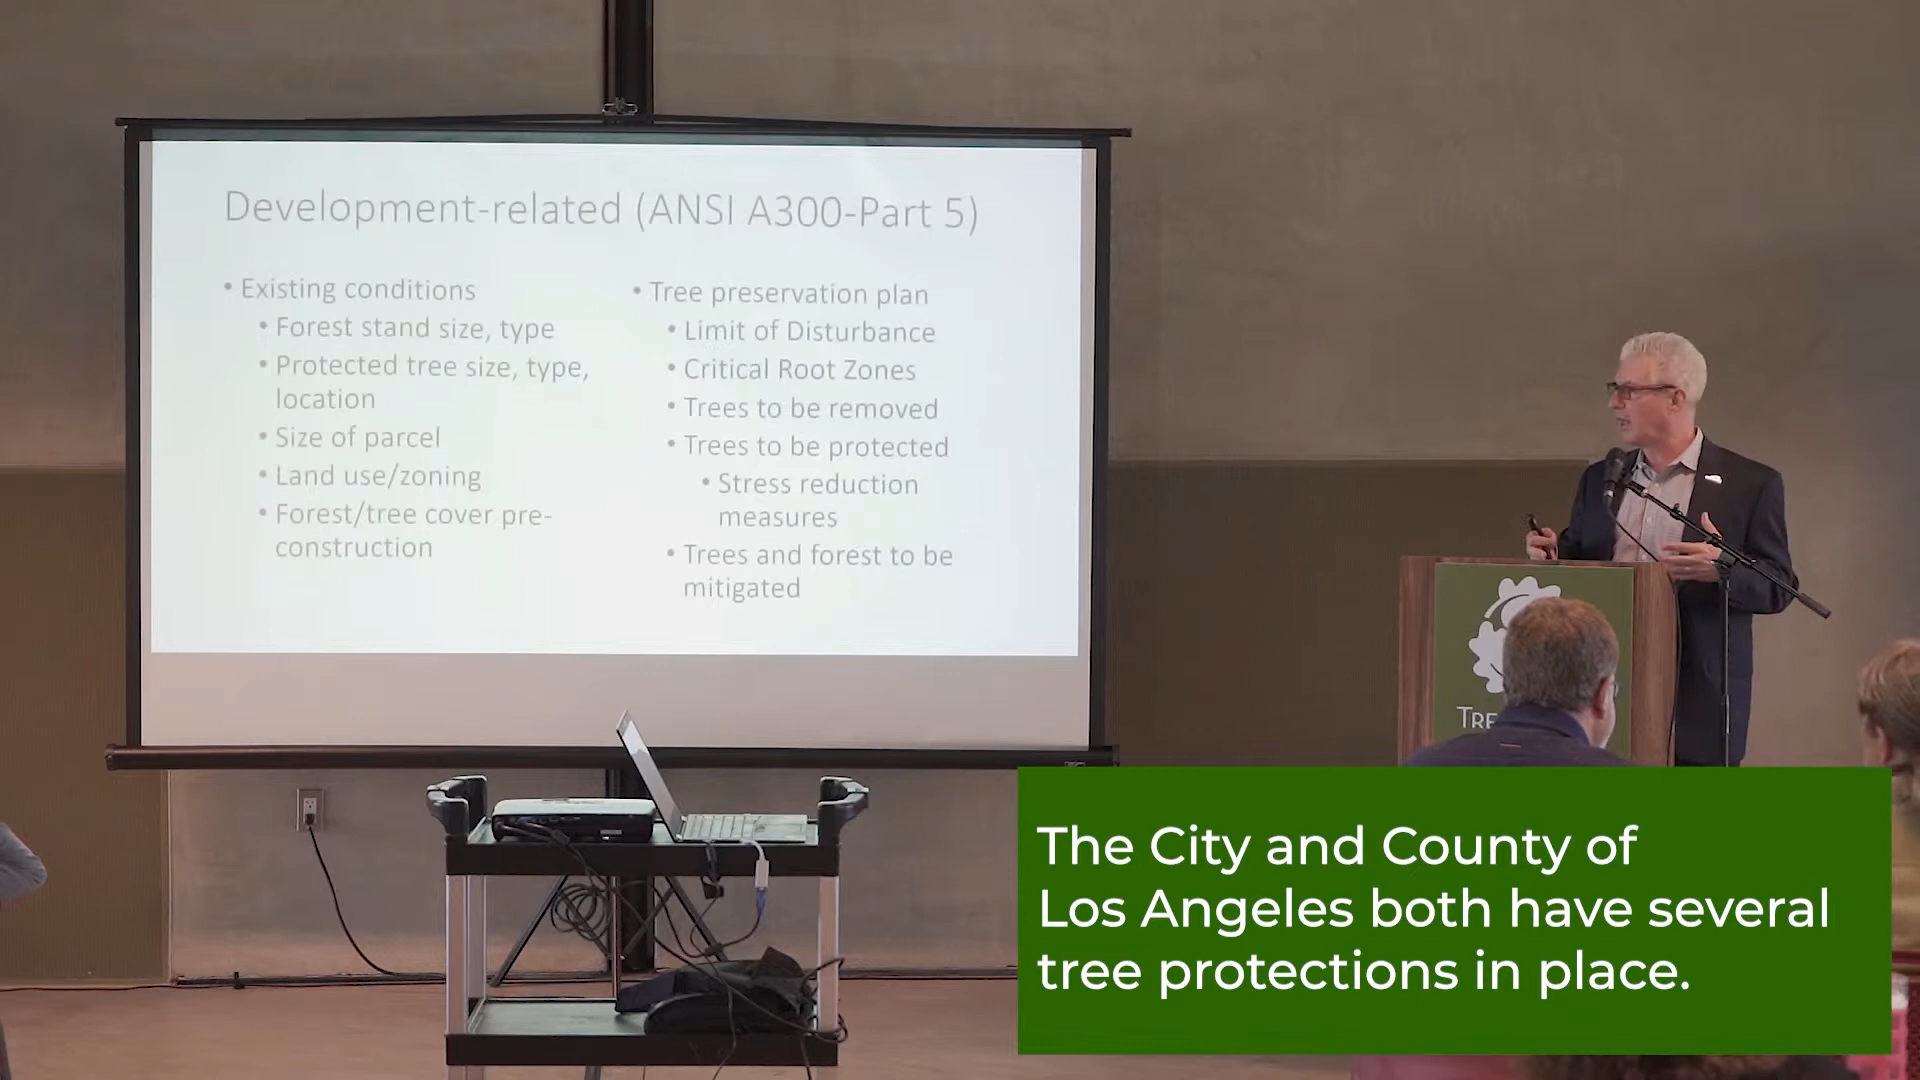 Development-related (ANSI A300-Part 5)
• Existing conditions
• Forest stand size, type
• Protected tree size, type,
location
• Size of parcel
• Land use/zoning
• Forest/tree cover pre-
construction
• Tree preservation plan
• Limit of Disturbance
• Critical Root Zones
• Trees to be removed
• Trees to be protected
• Stress reduction
measures
• Trees and forest to be
mitigated
The City and County of
Los Angeles both have several
tree protections in place.